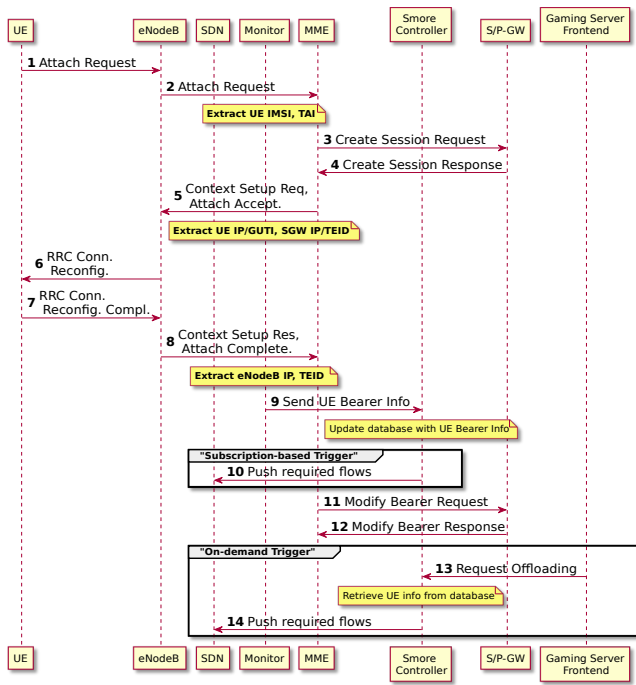 UE eNodeB SDN Monitor MME Smore Controller S/P-GW Gaming Server Frontend
1 Attach Request
2 Attach Request
Extract UE IMSI, TAI
3 Create Session Request
4 Create Session Response
5 Context Setup Req,
Attach Accept.
Extract UE IP/GUTI, SGW IP/TEID
6 RRC Conn.
Reconfig.
7 RRC Conn.
Reconfig. Compl.
8 Context Setup Res,
Attach Complete.
Extract eNodeB IP, TEID
9 Send UE Bearer Info
Update database with UE Bearer Info
"Subscription-based Trigger"
10 Push required flows
11 Modify Bearer Request
12 Modify Bearer Response
"On-demand Trigger"
13 Request Offloading
Retrieve UE info from database
14 Push required flows
UE eNodeB SDN Monitor MME Smore Controller S/P-GW Gaming Server Frontend